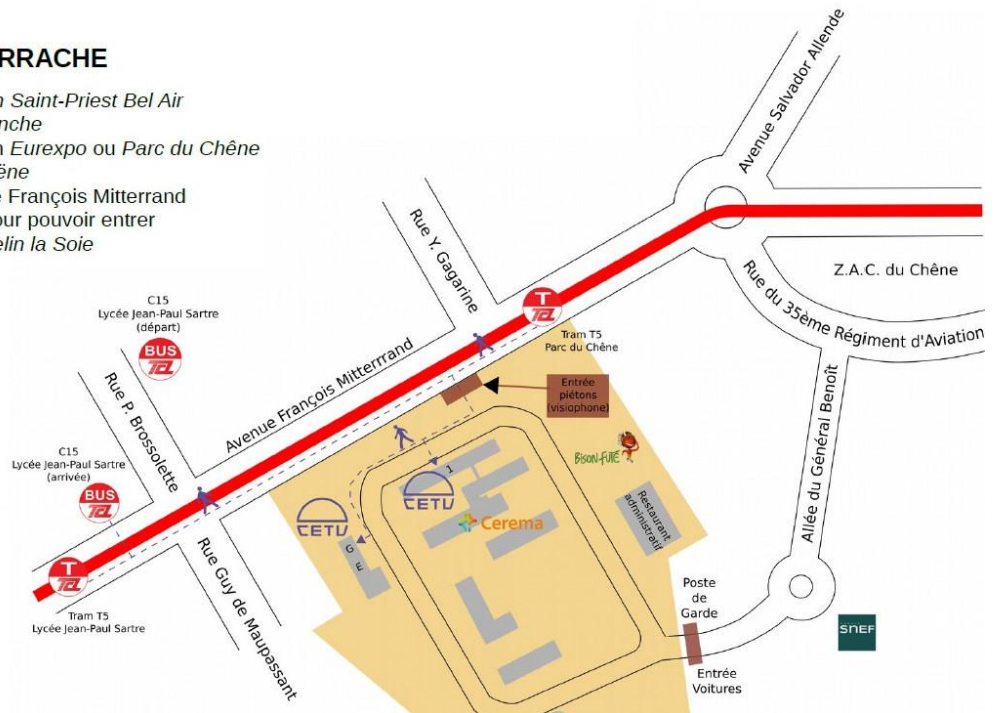 RRACHE
n Saint-Priest Bel Air
nche
n Eurexpo ou Parc du Chêne
ëne
e François Mitterrand
our pouvoir entrer
elin la Soie
Avenue Salvador Allende
Z.A.C. du Chêne
Rue du 35ème Régiment d'Aviation
Rue Y. Gagarine
T
TCL
Tram T5
Parc du Chêne
C15
Lycée Jean-Paul Sartre
(départ)
BUS
TCL
Avenue François Mitterrrand
Entrée
piétons
(visiophone)
Rue P. Brossolette
C15
Lycée Jean-Paul Sartre
(arrivée)
BUS
TCL
BISON-FUTÉ
Allée du Général Benoît
1
CETU
CETU
Cerema
Restaurant
administratif
G E
Rue Guy de Maupassant
T
TCL
Tram T5
Lycée Jean-Paul Sartre
Poste
de
Garde
SNEF
Entrée
Voitures